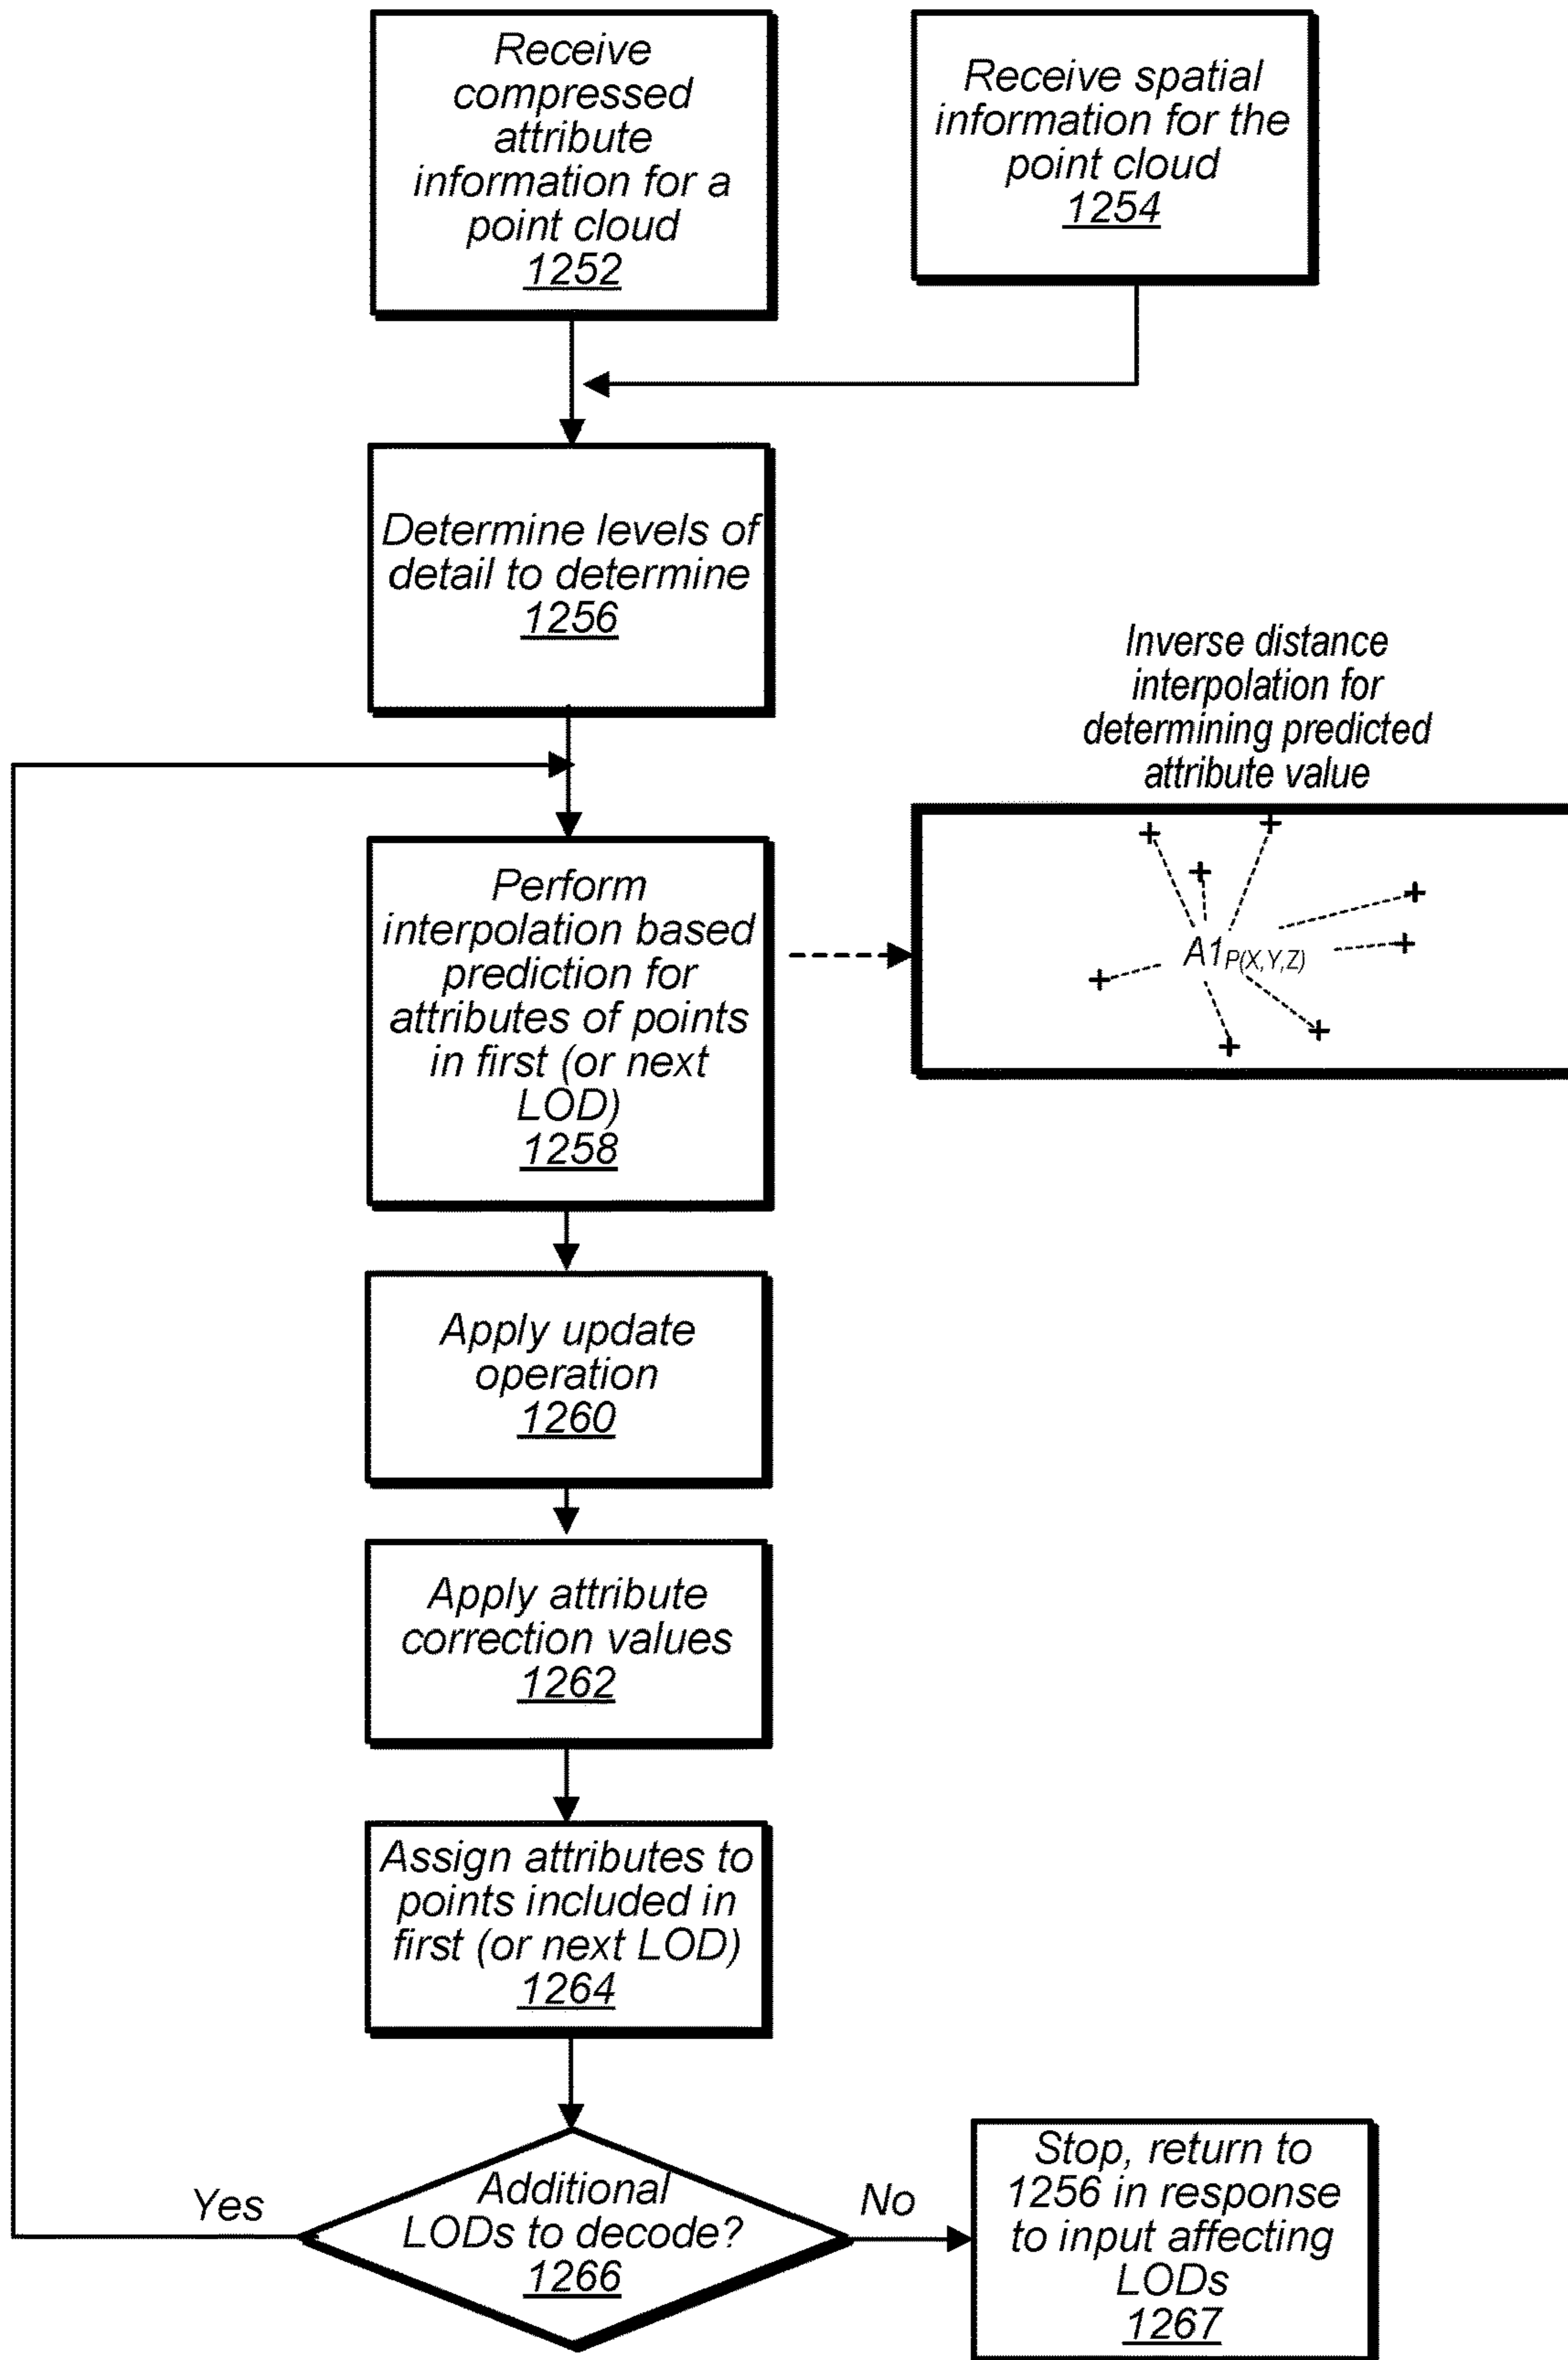 Receive
compressed
attribute
information for a
point cloud
1252
Receive spatial
information for the
point cloud
1254
Determine levels of
detail to determine
1256
Inverse distance
interpolation for
determining predicted
attribute value
Perform
interpolation based
prediction for
attributes of points
in first (or next
LOD)
1258
A1P(X,Y,Z)
Apply update
operation
1260
Apply attribute
correction values
1262
Assign attributes to
points included in
first (or next LOD)
1264
Additional
LODs to decode?
1266
Yes
No
Stop, return to
1256 in response
to input affecting
LODs
1267